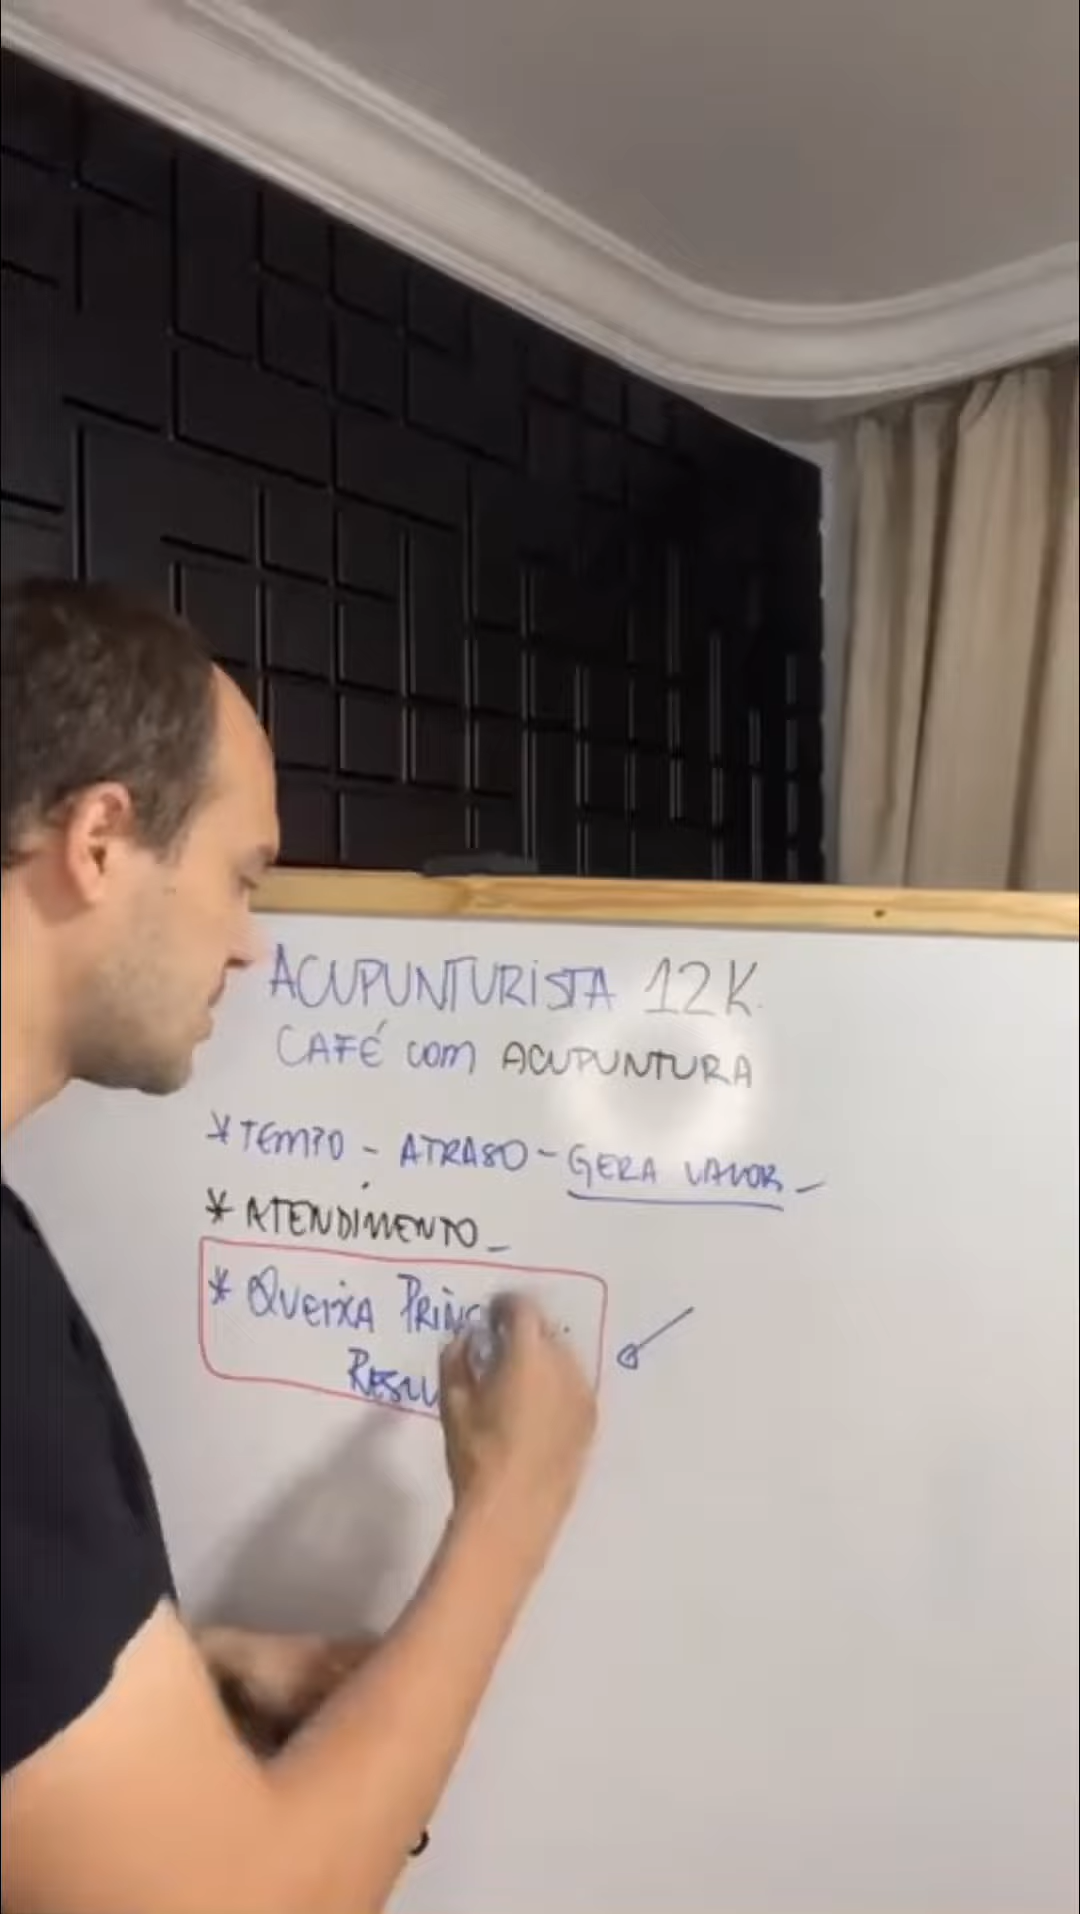 ACUPUNTURISTA 12K.
CAFÉ com ACUPUNTURA
* TEMPO - ATRASO - GERA VALOR -
* ATENDIMENTO -
* QUEIXA